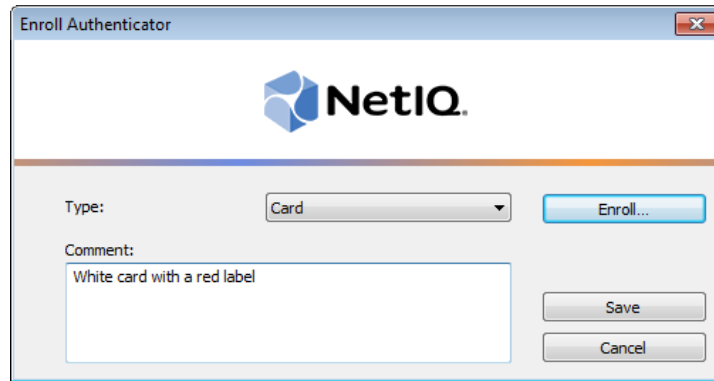 Enroll Authenticator
NetIQ.
Type:
Card
Enroll...
Comment:
White card with a red label
Save
Cancel